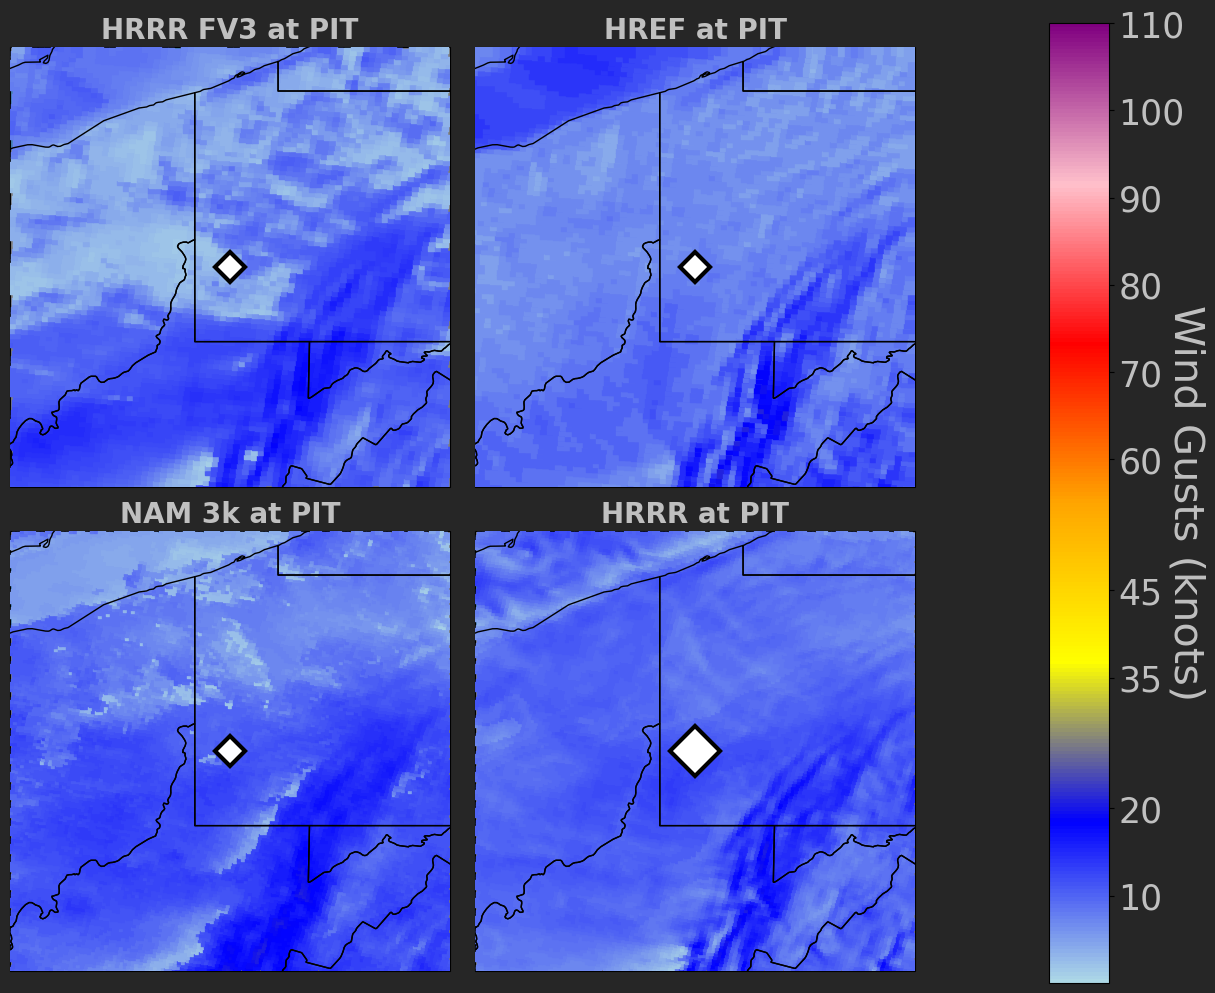 HRRR FV3 at PIT
HREF at PIT
NAM 3k at PIT
HRRR at PIT
110
100
90
80
70
60
45
35
20
10
Wind Gusts (knots)